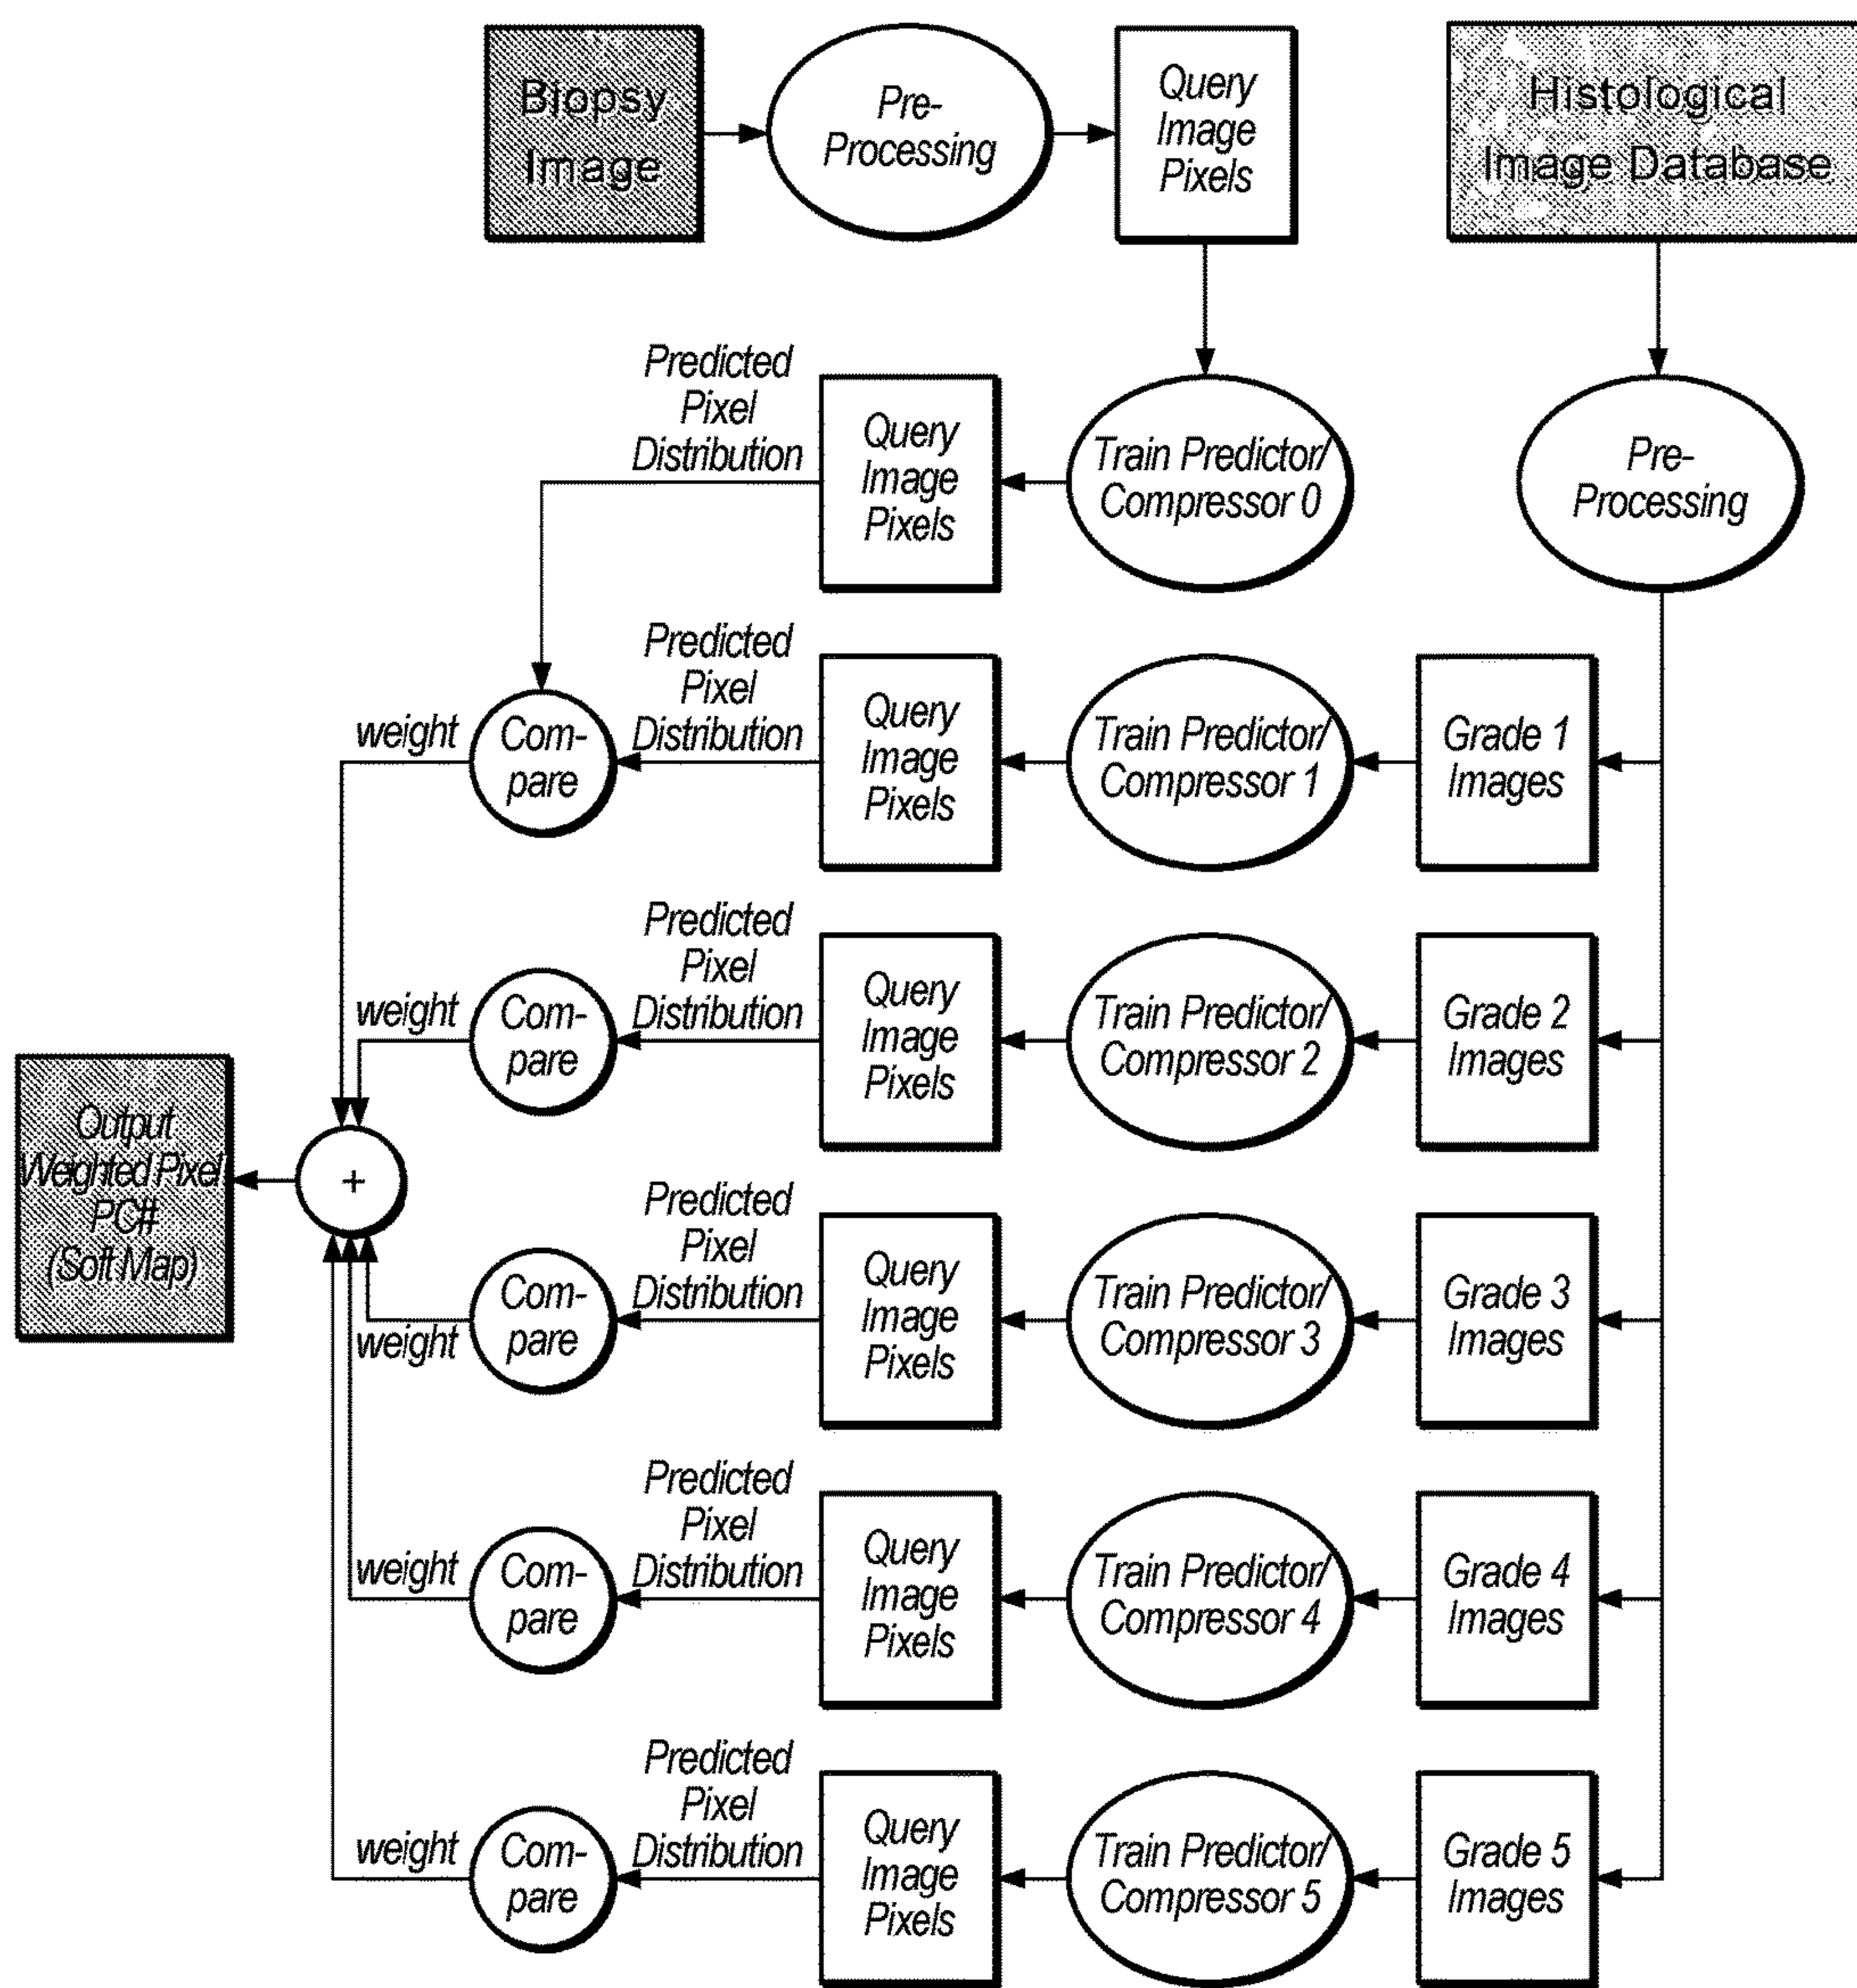 Biopsy
Image
Pre-
Processing
Query
Image
Pixels
Histological
Image Database
Predicted
Pixel
Distribution
Query
Image
Pixels
Train Predictor/
Compressor 0
Pre-
Processing
weight
Com-
pare
Predicted
Pixel
Distribution
Query
Image
Pixels
Train Predictor/
Compressor 1
Grade 1
Images
weight
Com-
pare
Predicted
Pixel
Distribution
Query
Image
Pixels
Train Predictor/
Compressor 2
Grade 2
Images
Output
Weighted Pixel
PC#
(Soft Map)
+
weight
Com-
pare
Predicted
Pixel
Distribution
Query
Image
Pixels
Train Predictor/
Compressor 3
Grade 3
Images
weight
Com-
pare
Predicted
Pixel
Distribution
Query
Image
Pixels
Train Predictor/
Compressor 4
Grade 4
Images
weight
Com-
pare
Predicted
Pixel
Distribution
Query
Image
Pixels
Train Predictor/
Compressor 5
Grade 5
Images